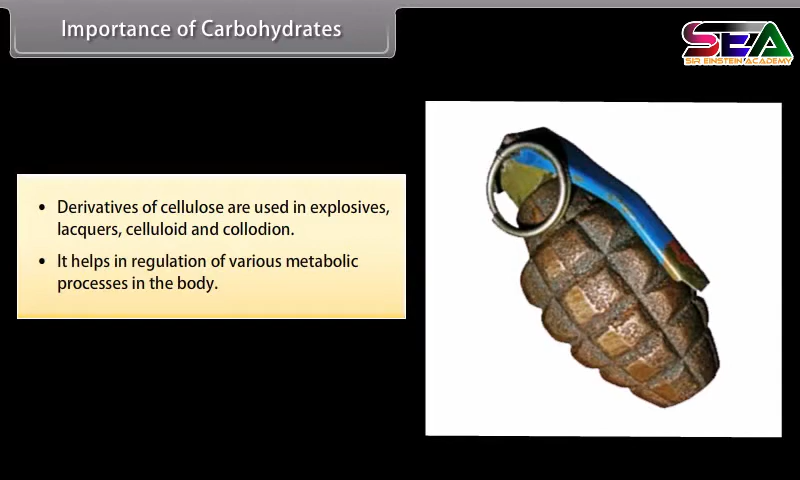 Importance of Carbohydrates
SEA
SIR EINSTEIN ACADEMY
• Derivatives of cellulose are used in explosives,
lacquers, celluloid and collodion.
• It helps in regulation of various metabolic
processes in the body.